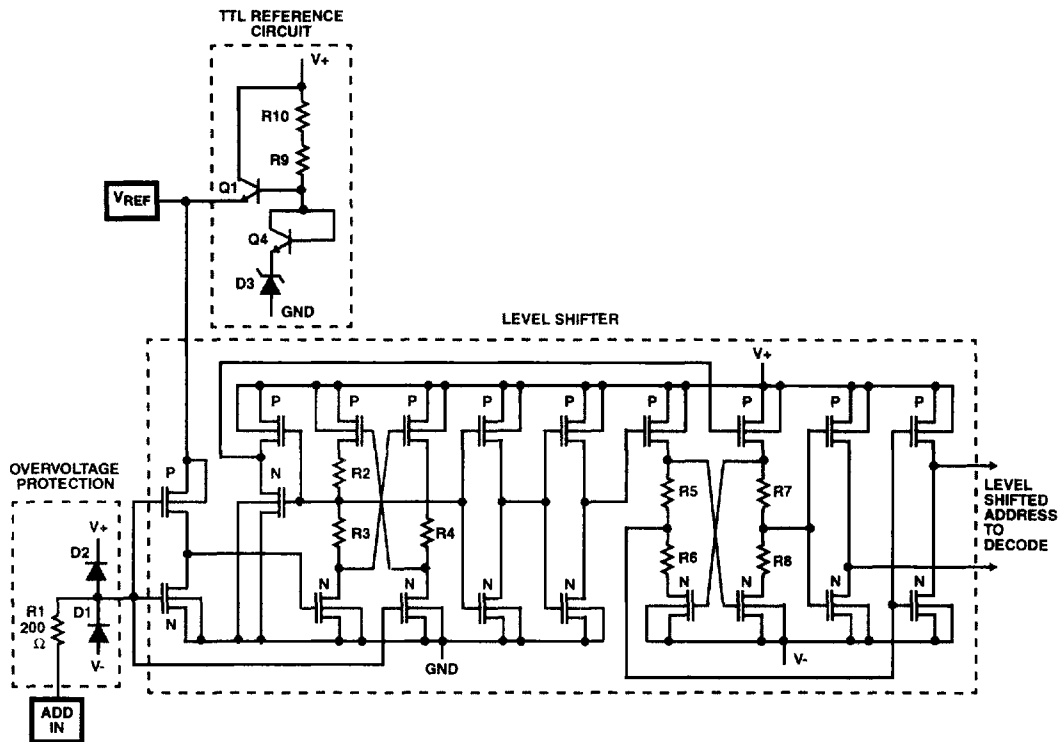 TTL REFERENCE
CIRCUIT
V+
R10
R9
Q1
VREF
Q4
D3
GND
LEVEL SHIFTER
V+
P
P
P
P
P
P
P
P
P
OVERVOLTAGE
PROTECTION
P
N
R2
R3
R4
R5
R7
R6
R8
LEVEL
SHIFTED
ADDRESS
TO
DECODE
V+
D2
R1
200
Ω
D1
V-
N
N
N
N
N
N
N
N
N
GND
V-
ADD
IN